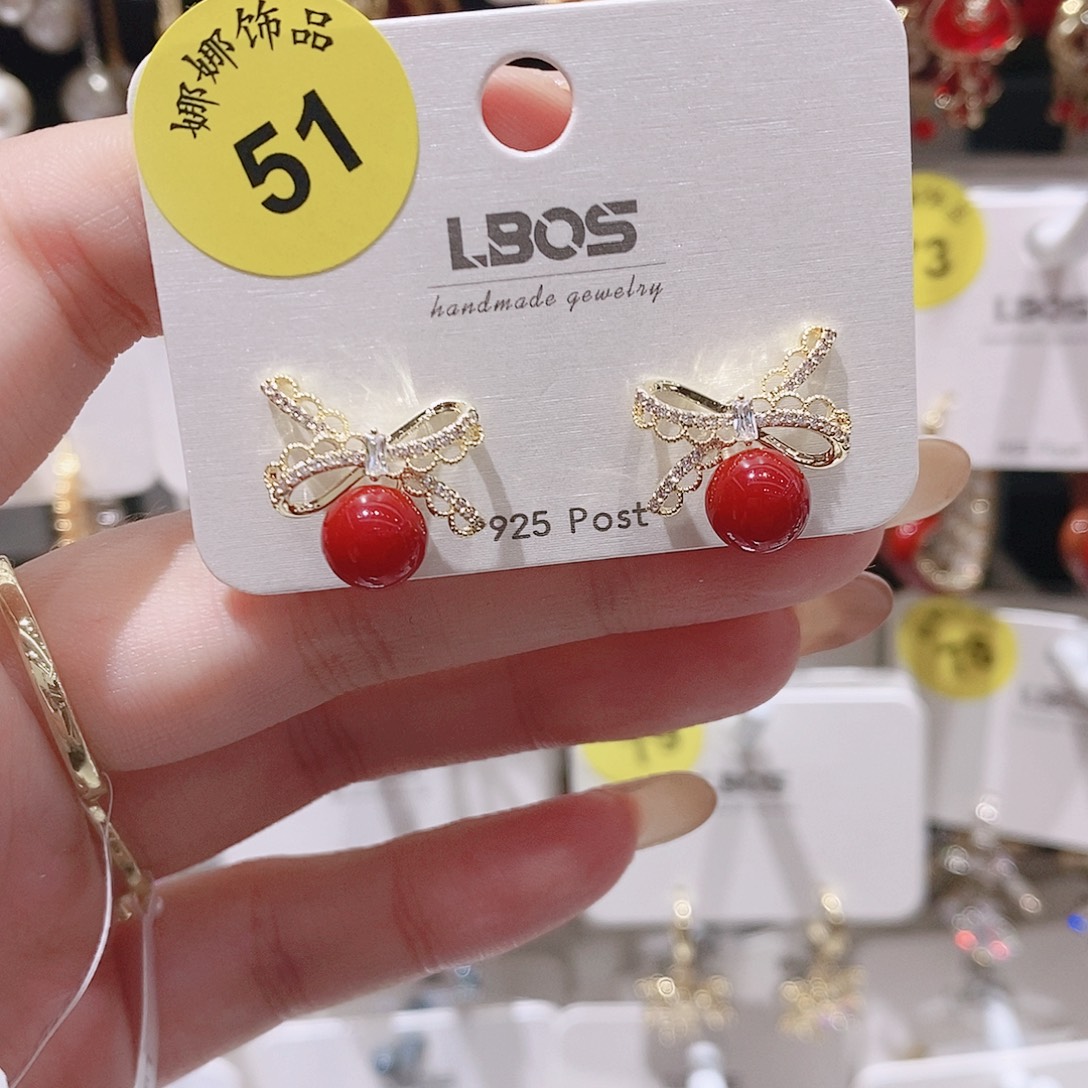 娜娜饰品
51
LBOS
handmade gewelry
925 Post